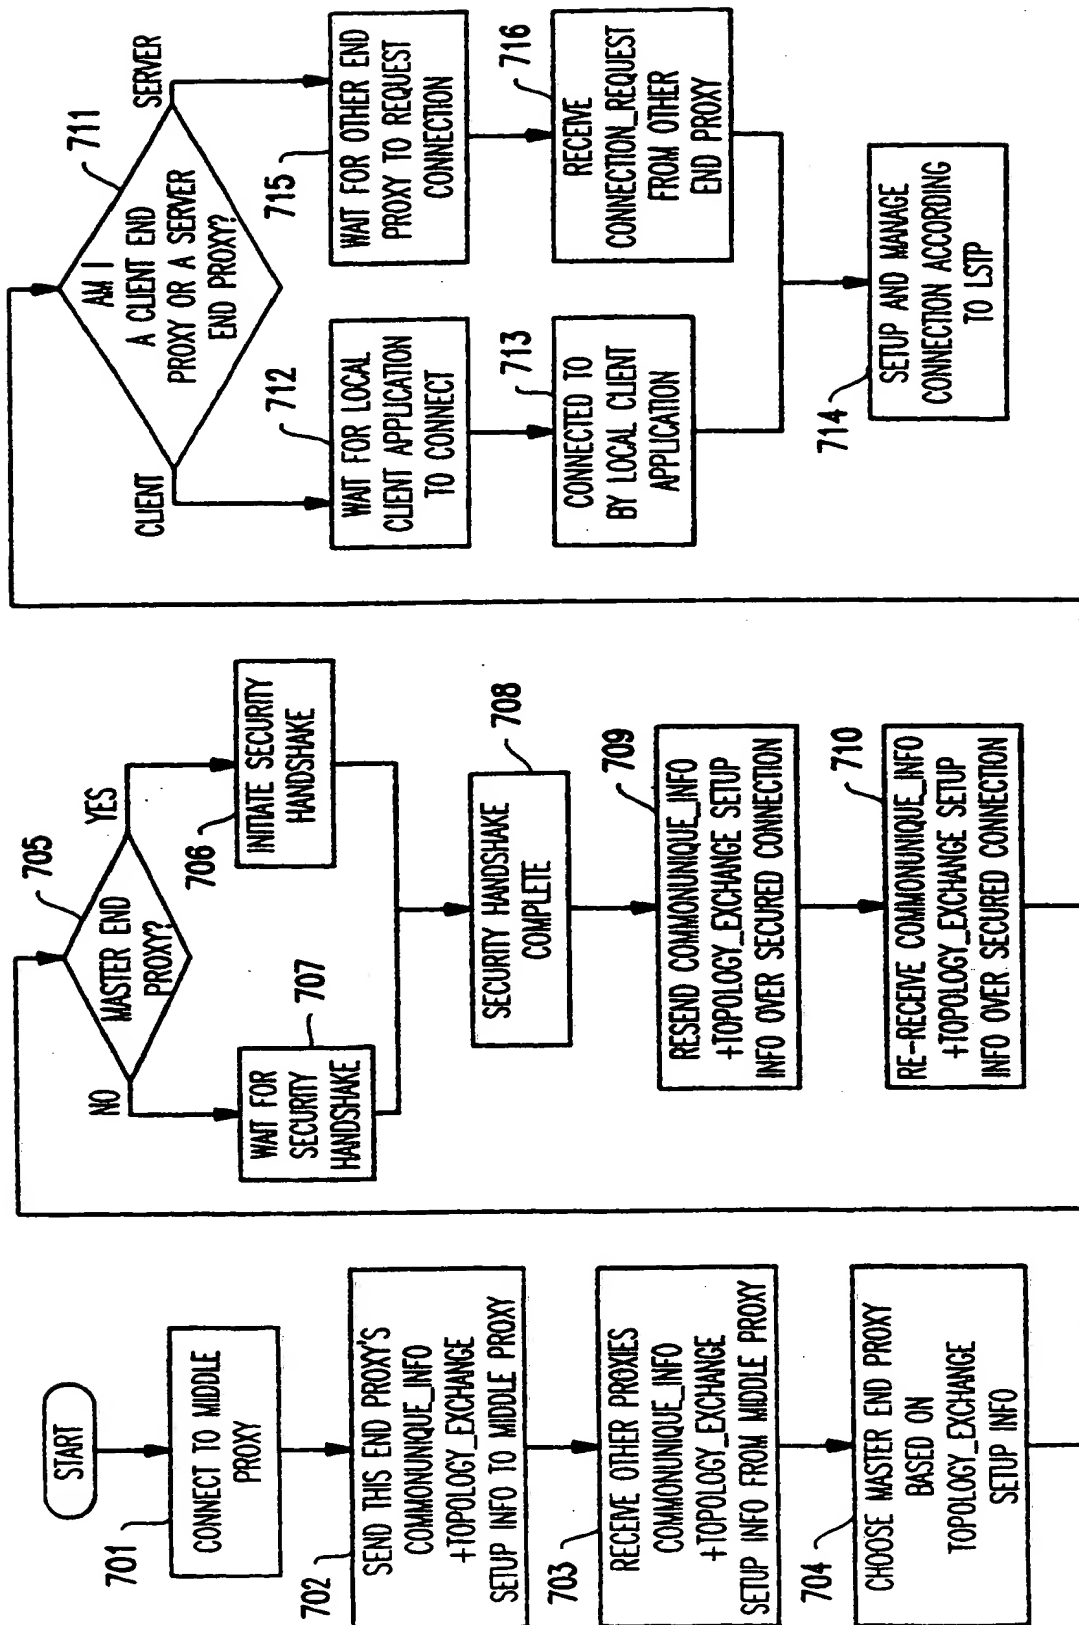 START
701
CONNECT TO MIDDLE
PROXY
702
SEND THIS END PROXY'S
COMMONUNIQUE_INFO
+TOPOLOGY_EXCHANGE
SETUP INFO TO MIDDLE PROXY
703
RECEIVE OTHER PROXIES
COMMONUNIQUE_INFO
+TOPOLOGY_EXCHANGE
SETUP INFO FROM MIDDLE PROXY
704
CHOOSE MASTER END PROXY
BASED ON
TOPOLOGY_EXCHANGE
SETUP INFO
705
MASTER END
PROXY?
YES
NO
706
INITIATE SECURITY
HANDSHAKE
707
WAIT FOR
SECURITY
HANDSHAKE
708
SECURITY HANDSHAKE
COMPLETE
709
RESEND COMMONUNIQUE_INFO
+TOPOLOGY_EXCHANGE SETUP
INFO OVER SECURED CONNECTION
710
RE-RECEIVE COMMONUNIQUE_INFO
+TOPOLOGY_EXCHANGE SETUP
INFO OVER SECURED CONNECTION
711
AM I
A CLIENT END
PROXY OR A SERVER
END PROXY?
CLIENT
SERVER
712
WAIT FOR LOCAL
CLIENT APPLICATION
TO CONNECT
713
CONNECTED TO
BY LOCAL CLIENT
APPLICATION
715
WAIT FOR OTHER END
PROXY TO REQUEST
CONNECTION
716
RECEIVE
CONNECTION_REQUEST
FROM OTHER
END PROXY
714
SETUP AND MANAGE
CONNECTION ACCORDING
TO LSTP